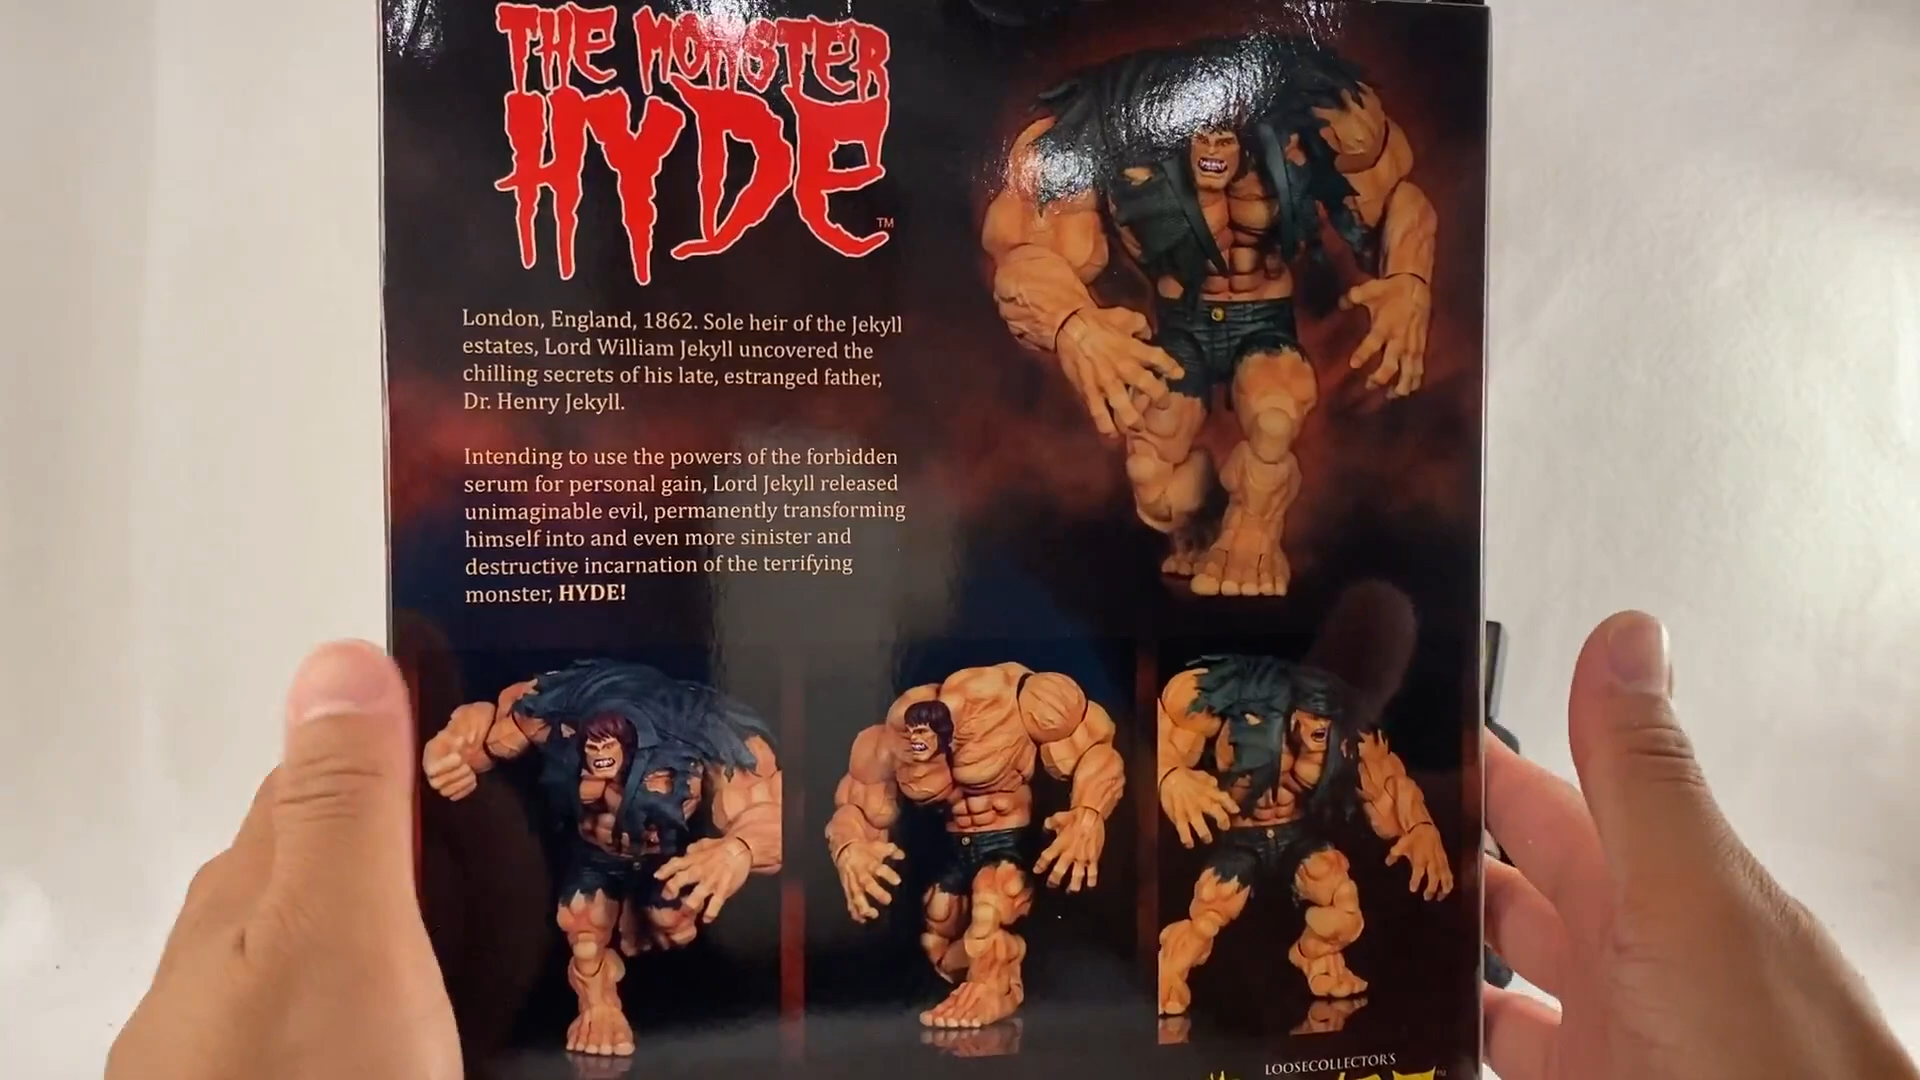 THE MONSTER
HYDE
TM
London, England, 1862. Sole heir of the Jekyll
estates, Lord William Jekyll uncovered the
chilling secrets of his late, estranged father,
Dr. Henry Jekyll.
Intending to use the powers of the forbidden
serum for personal gain, Lord Jekyll released
unimaginable evil, permanently transforming
himself into and even more sinister and
destructive incarnation of the terrifying
monster, HYDE!
LOOSECOLLECTOR'S